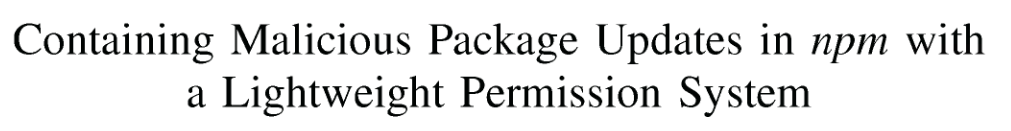 Containing Malicious Package Updates in npm with
a Lightweight Permission System